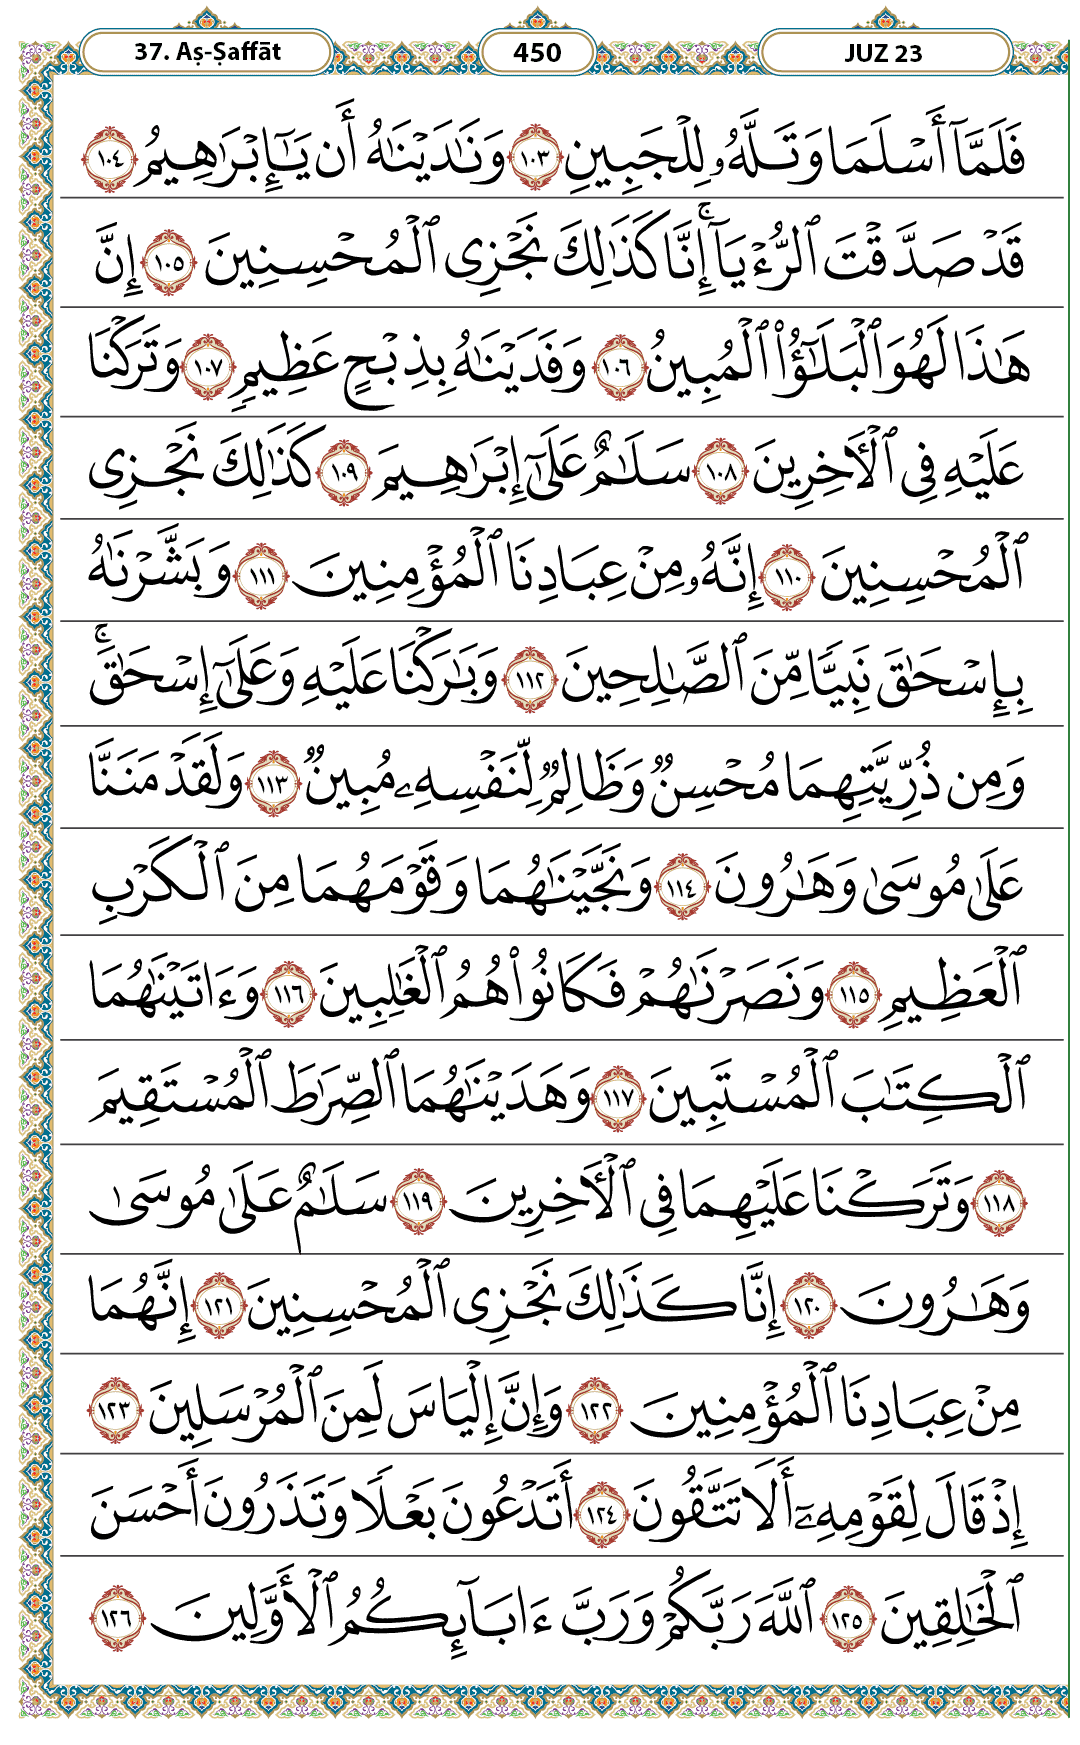 37. Aṣ-Ṣaffāt 450 JUZ 23
فَلَمَّآ أَسْلَمَا وَتَلَّهُۥ لِلْجَبِينِ ١٠٣ وَنَٰدَيْنَٰهُ أَن يَٰٓإِبْرَٰهِيمُ ١٠٤
قَدْ صَدَّقْتَ ٱلرُّءْيَآ ۚ إِنَّا كَذَٰلِكَ نَجْزِى ٱلْمُحْسِنِينَ ١٠٥ إِنَّ
هَٰذَا لَهُوَ ٱلْبَلَٰٓؤُا۟ ٱلْمُبِينُ ١٠٦ وَفَدَيْنَٰهُ بِذِبْحٍ عَظِيمٍ ١٠٧ وَتَرَكْنَا
عَلَيْهِ فِى ٱلْأَخِرِينَ ١٠٨ سَلَٰمٌ عَلَىٰٓ إِبْرَٰهِيمَ ١٠٩ كَذَٰلِكَ نَجْزِى
ٱلْمُحْسِنِينَ ١١٠ إِنَّهُۥ مِنْ عِبَادِنَا ٱلْمُؤْمِنِينَ ١١١ وَبَشَّرْنَٰهُ
بِإِسْحَٰقَ نَبِيًّا مِّنَ ٱلصَّٰلِحِينَ ١١٢ وَبَٰرَكْنَا عَلَيْهِ وَعَلَىٰٓ إِسْحَٰقَ ۚ
وَمِن ذُرِّيَّتِهِمَا مُحْسِنٌ وَظَالِمٌ لِّنَفْسِهِۦ مُبِينٌ ١١٣ وَلَقَدْ مَنَنَّا
عَلَىٰ مُوسَىٰ وَهَٰرُونَ ١١٤ وَنَجَّيْنَٰهُمَا وَقَوْمَهُمَا مِنَ ٱلْكَرْبِ
ٱلْعَظِيمِ ١١٥ وَنَصَرْنَٰهُمْ فَكَانُوا۟ هُمُ ٱلْغَٰلِبِينَ ١١٦ وَءَاتَيْنَٰهُمَا
ٱلْكِتَٰبَ ٱلْمُسْتَبِينَ ١١٧ وَهَدَيْنَٰهُمَا ٱلصِّرَٰطَ ٱلْمُسْتَقِيمَ
١١٨ وَتَرَكْنَا عَلَيْهِمَا فِى ٱلْأَخِرِينَ ١١٩ سَلَٰمٌ عَلَىٰ مُوسَىٰ
وَهَٰرُونَ ١٢٠ إِنَّا كَذَٰلِكَ نَجْزِى ٱلْمُحْسِنِينَ ١٢١ إِنَّهُمَا
مِنْ عِبَادِنَا ٱلْمُؤْمِنِينَ ١٢٢ وَإِنَّ إِلْيَاسَ لَمِنَ ٱلْمُرْسَلِينَ ١٢٣
إِذْ قَالَ لِقَوْمِهِۦٓ أَلَا تَتَّقُونَ ١٢٤ أَتَدْعُونَ بَعْلًا وَتَذَرُونَ أَحْسَنَ
ٱلْخَٰلِقِينَ ١٢٥ ٱللَّهَ رَبَّكُمْ وَرَبَّ ءَابَآئِكُمُ ٱلْأَوَّلِينَ ١٢٦